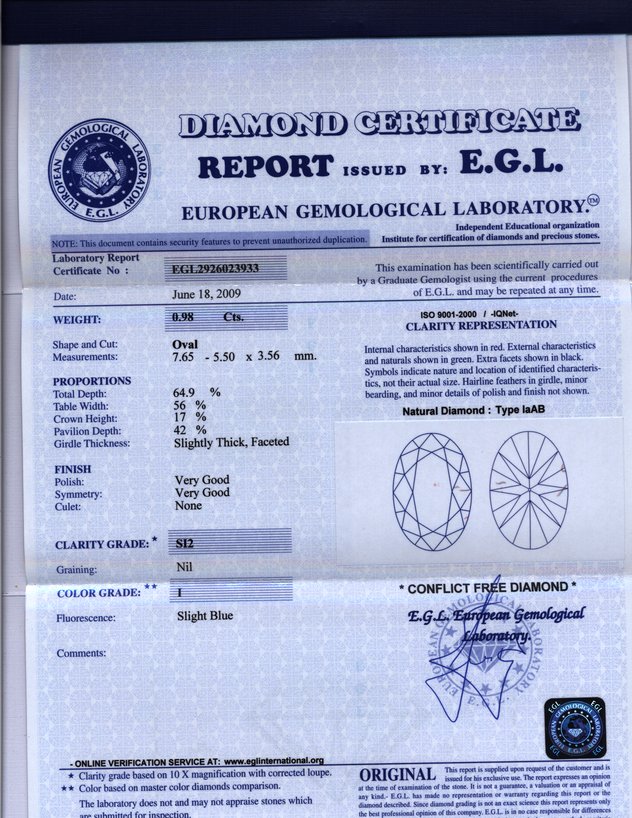 DIAMOND CERTIFICATE
REPORT ISSUED BY: E.G.L.
EUROPEAN GEMOLOGICAL LABORATORY.™
EUROPEAN GEMOLOGICAL LABORATORY
E.G.L.
Independent Educational organization
Institute for certification of diamonds and precious stones.
NOTE: This document contains security features to prevent unauthorized duplication.
Laboratory Report
Certificate No : EGL2926023933
Date: June 18, 2009
This examination has been scientifically carried out
by a Graduate Gemologist using the current procedures
of E.G.L. and may be repeated at any time.
WEIGHT: 0.98 Cts.
Shape and Cut: Oval
Measurements: 7.65 - 5.50 x 3.56 mm.
PROPORTIONS
Total Depth: 64.9 %
Table Width: 56 %
Crown Height: 17 %
Pavilion Depth: 42 %
Girdle Thickness: Slightly Thick, Faceted
FINISH
Polish: Very Good
Symmetry: Very Good
Culet: None
CLARITY GRADE: * SI2
Graining: Nil
COLOR GRADE: ** I
Fluorescence: Slight Blue
Comments:
ISO 9001-2000 / -IQNet-
CLARITY REPRESENTATION
Internal characteristics shown in red. External characteristics
and naturals shown in green. Extra facets shown in black.
Symbols indicate nature and location of identified characteris-
tics, not their actual size. Hairline feathers in girdle, minor
bearding, and minor details of polish and finish not shown.
Natural Diamond : Type IaAB
* CONFLICT FREE DIAMOND *
E.G.L. European Gemological
Laboratory.
EUROPEAN GEMOLOGICAL LABORATORY
E.G.L.
EGL EGL
GEMOLOGICAL
E.G.L.
EGL EGL
- ONLINE VERIFICATION SERVICE AT: www.eglinternational.org
* Clarity grade based on 10 X magnification with corrected loupe.
** Color based on master color diamonds comparison.
The laboratory does not and may not appraise stones which
are submitted for inspection.
ORIGINAL This report is supplied upon request of the customer and is
issued for his exclusive use. The report expresses an opinion
at the time of examination of the stone. It is not a guarantee, a valuation or an appraisal of
any kind.- E.G.L. has made no representation or warranty regarding this report or the
diamond described. Since diamond grading is not an exact science this report represents only
the best professional opinion of this company. E.G.L. is in no case responsible for differences